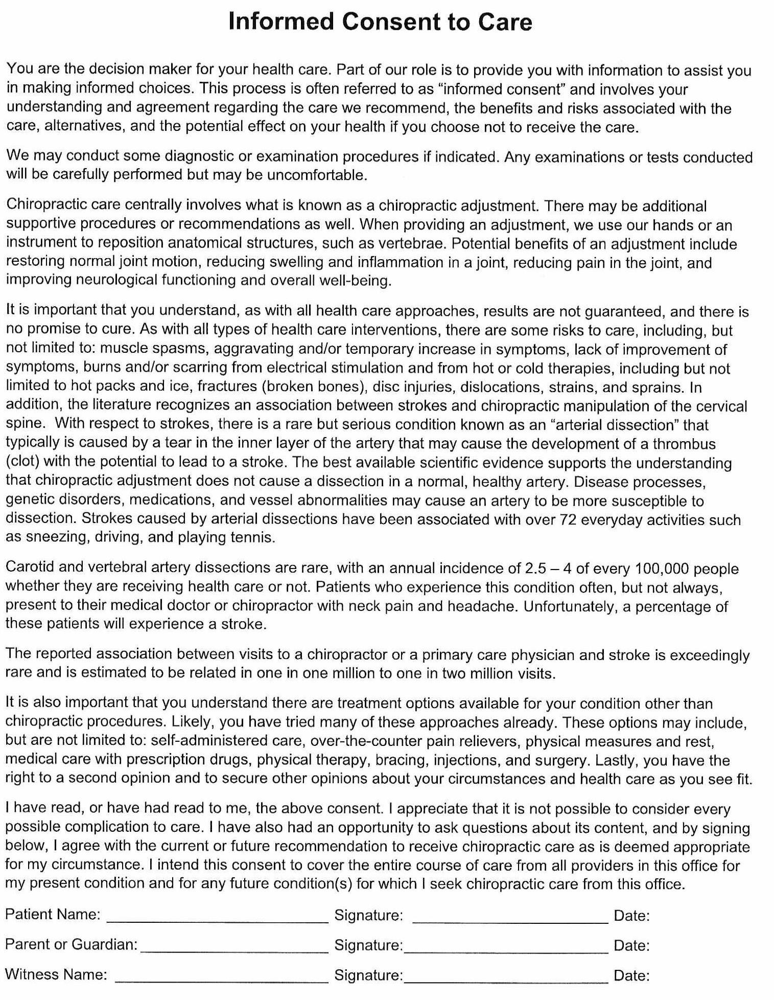 Informed Consent to Care
You are the decision maker for your health care. Part of our role is to provide you with information to assist you
in making informed choices. This process is often referred to as “informed consent” and involves your
understanding and agreement regarding the care we recommend, the benefits and risks associated with the
care, alternatives, and the potential effect on your health if you choose not to receive the care.
We may conduct some diagnostic or examination procedures if indicated. Any examinations or tests conducted
will be carefully performed but may be uncomfortable.
Chiropractic care centrally involves what is known as a chiropractic adjustment. There may be additional
supportive procedures or recommendations as well. When providing an adjustment, we use our hands or an
instrument to reposition anatomical structures, such as vertebrae. Potential benefits of an adjustment include
restoring normal joint motion, reducing swelling and inflammation in a joint, reducing pain in the joint, and
improving neurological functioning and overall well-being.
It is important that you understand, as with all health care approaches, results are not guaranteed, and there is
no promise to cure. As with all types of health care interventions, there are some risks to care, including, but
not limited to: muscle spasms, aggravating and/or temporary increase in symptoms, lack of improvement of
symptoms, burns and/or scarring from electrical stimulation and from hot or cold therapies, including but not
limited to hot packs and ice, fractures (broken bones), disc injuries, dislocations, strains, and sprains. In
addition, the literature recognizes an association between strokes and chiropractic manipulation of the cervical
spine. With respect to strokes, there is a rare but serious condition known as an “arterial dissection” that
typically is caused by a tear in the inner layer of the artery that may cause the development of a thrombus
(clot) with the potential to lead to a stroke. The best available scientific evidence supports the understanding
that chiropractic adjustment does not cause a dissection in a normal, healthy artery. Disease processes,
genetic disorders, medications, and vessel abnormalities may cause an artery to be more susceptible to
dissection. Strokes caused by arterial dissections have been associated with over 72 everyday activities such
as sneezing, driving, and playing tennis.
Carotid and vertebral artery dissections are rare, with an annual incidence of 2.5 – 4 of every 100,000 people
whether they are receiving health care or not. Patients who experience this condition often, but not always,
present to their medical doctor or chiropractor with neck pain and headache. Unfortunately, a percentage of
these patients will experience a stroke.
The reported association between visits to a chiropractor or a primary care physician and stroke is exceedingly
rare and is estimated to be related in one in one million to one in two million visits.
It is also important that you understand there are treatment options available for your condition other than
chiropractic procedures. Likely, you have tried many of these approaches already. These options may include,
but are not limited to: self-administered care, over-the-counter pain relievers, physical measures and rest,
medical care with prescription drugs, physical therapy, bracing, injections, and surgery. Lastly, you have the
right to a second opinion and to secure other opinions about your circumstances and health care as you see fit.
I have read, or have had read to me, the above consent. I appreciate that it is not possible to consider every
possible complication to care. I have also had an opportunity to ask questions about its content, and by signing
below, I agree with the current or future recommendation to receive chiropractic care as is deemed appropriate
for my circumstance. I intend this consent to cover the entire course of care from all providers in this office for
my present condition and for any future condition(s) for which I seek chiropractic care from this office.
Patient Name: ____ Signature: ____ Date:
Parent or Guardian: ____ Signature: ____ Date:
Witness Name: ____ Signature: ____ Date: